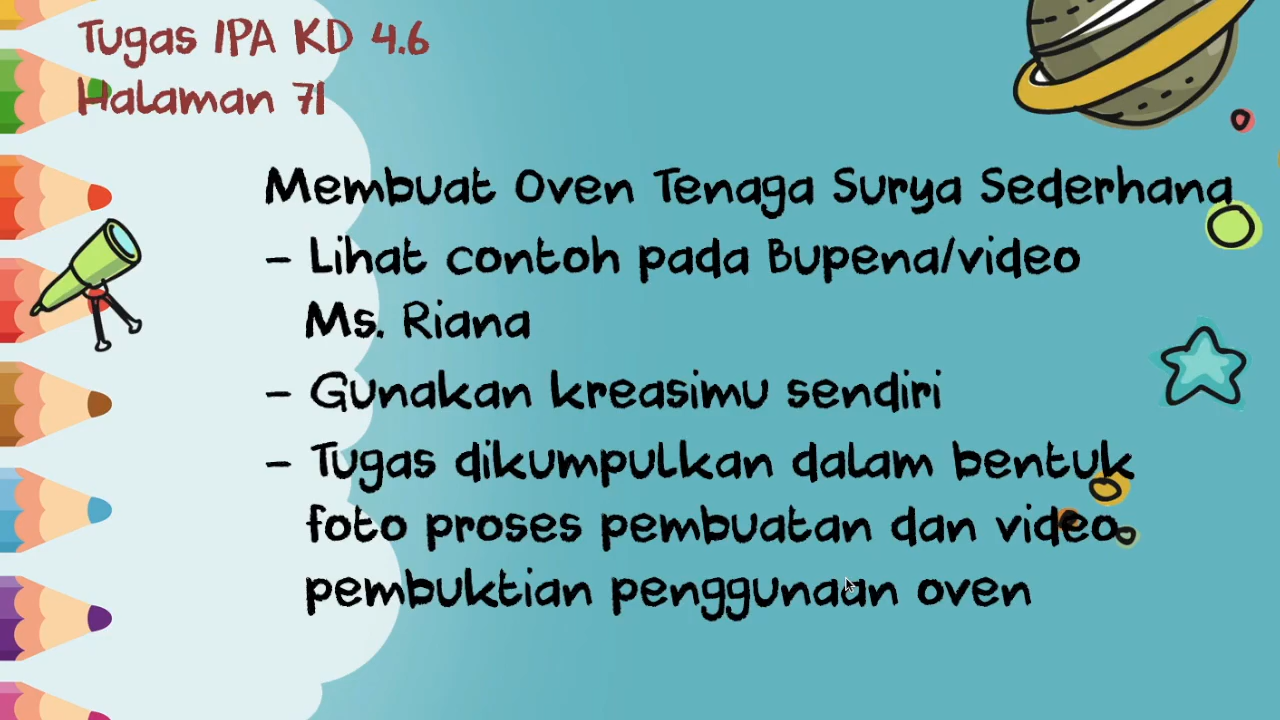 Tugas IPA KD 4.6
Halaman 71
Membuat Oven Tenaga Surya Sederhana
- Lihat contoh pada Bupena/video
Ms. Riana
- Gunakan kreasimu sendiri
- Tugas dikumpulkan dalam bentuk
foto proses pembuatan dan video
pembuktian penggunaan oven